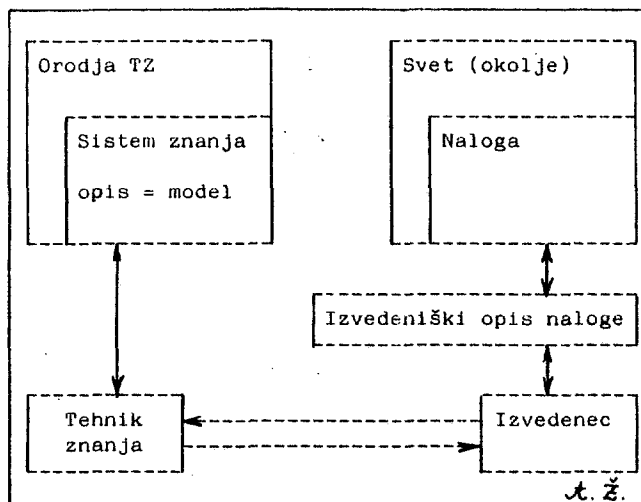 Orodja TZ
Sistem znanja
opis = model
Svet (okolje)
Naloga
Izvedeniški opis naloge
Tehnik
znanja
Izvedenec
A. Ž.